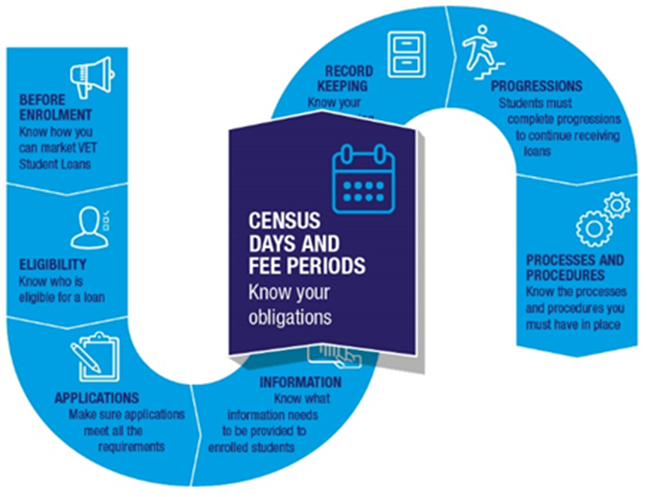 BEFORE
ENROLMENT
Know how you
can market VET
Student Loans
ELIGIBILITY
Know who is
eligible for a loan
APPLICATIONS
Make sure applications
meet all the
requirements
INFORMATION
Know what
information needs
to be provided to
enrolled students
CENSUS
DAYS AND
FEE PERIODS
Know your
obligations
RECORD
KEEPING
Know your
PROGRESSIONS
Students must
complete progressions
to continue receiving
loans
PROCESSES AND
PROCEDURES
Know the processes
and procedures you
must have in place